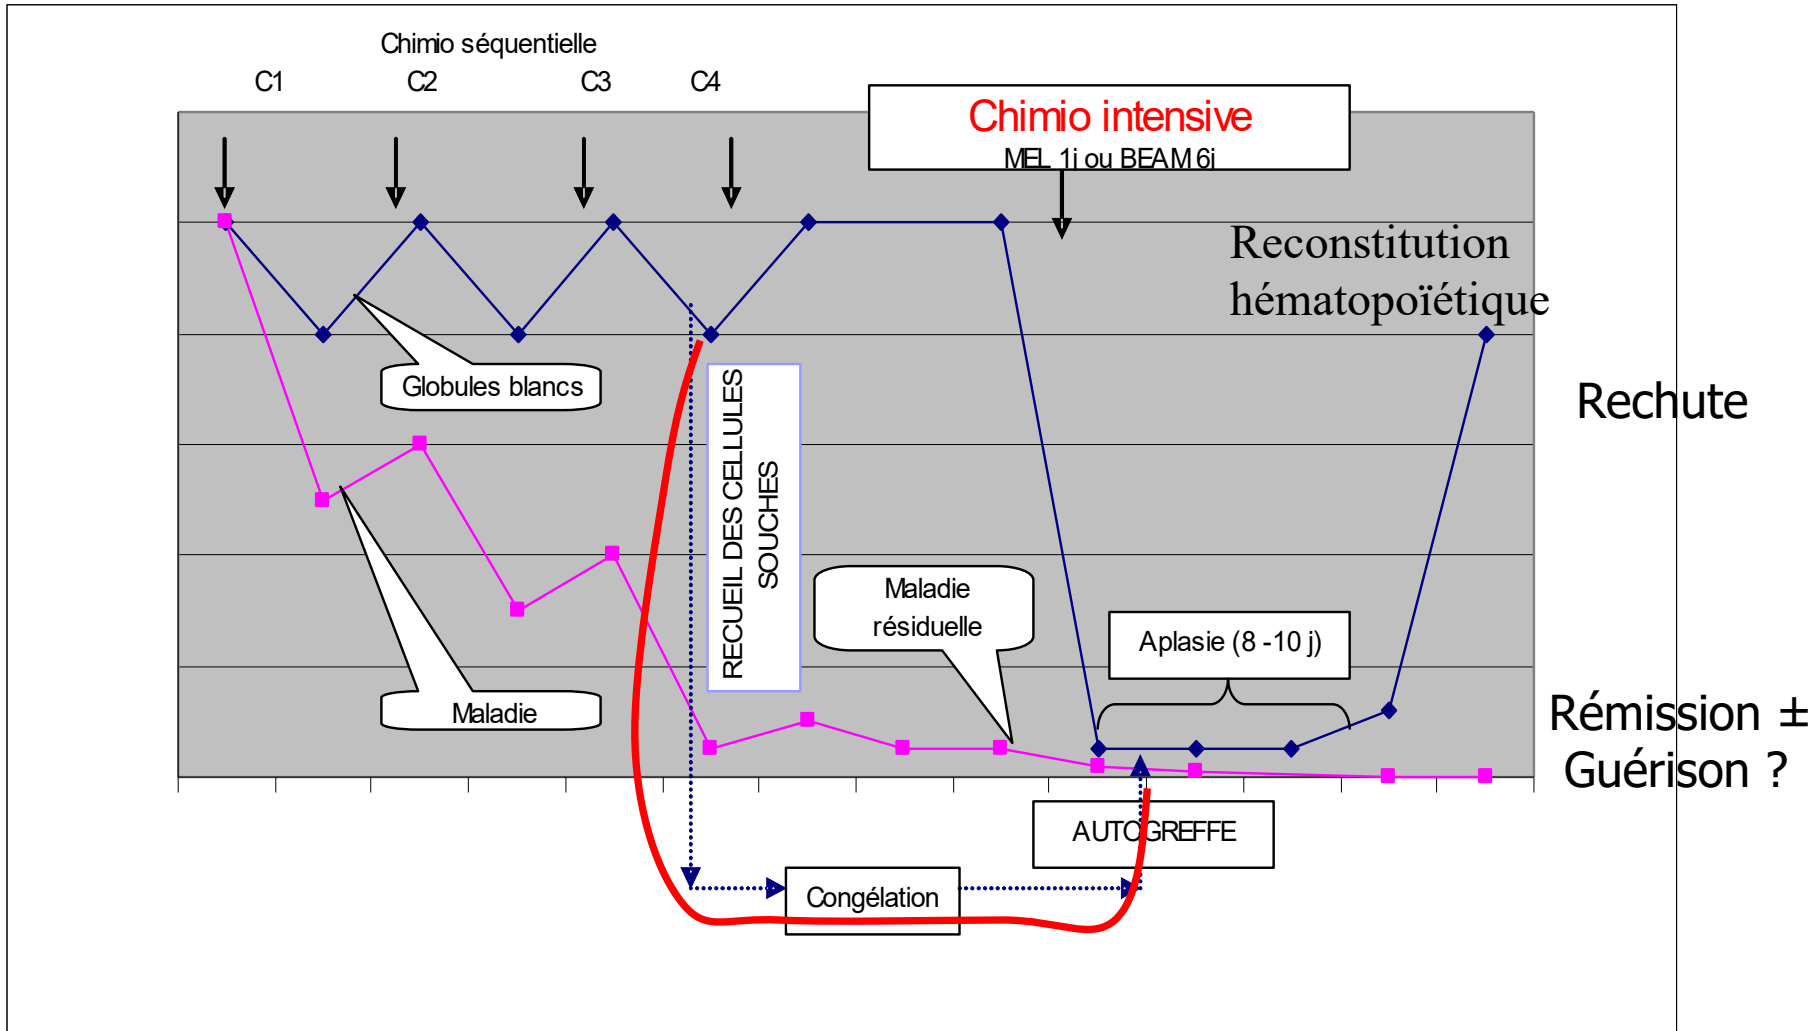 Chimio séquentielle
C1 C2 C3 C4
Chimio intensive
MEL 1j ou BEAM 6j
Reconstitution
hématopoïétique
Globules blancs
Rechute
RECUEIL DES CELLULES
SOUCHES
Maladie
résiduelle
Aplasie (8 -10 j)
Maladie
Rémission ±
Guérison ?
AUTOGREFFE
Congélation